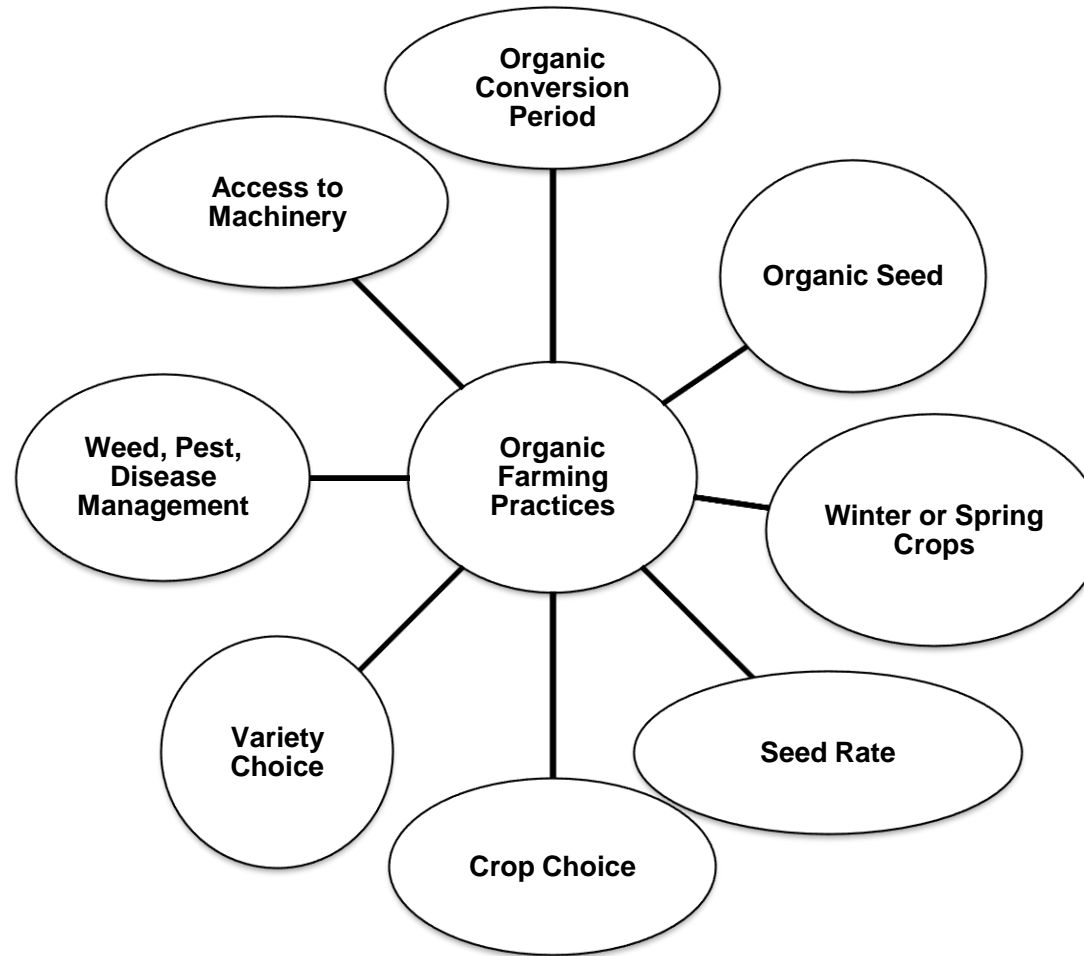 Organic
Conversion
Period
Access to
Machinery
Organic Seed
Weed, Pest,
Disease
Management
Organic
Farming
Practices
Winter or Spring
Crops
Variety
Choice
Seed Rate
Crop Choice